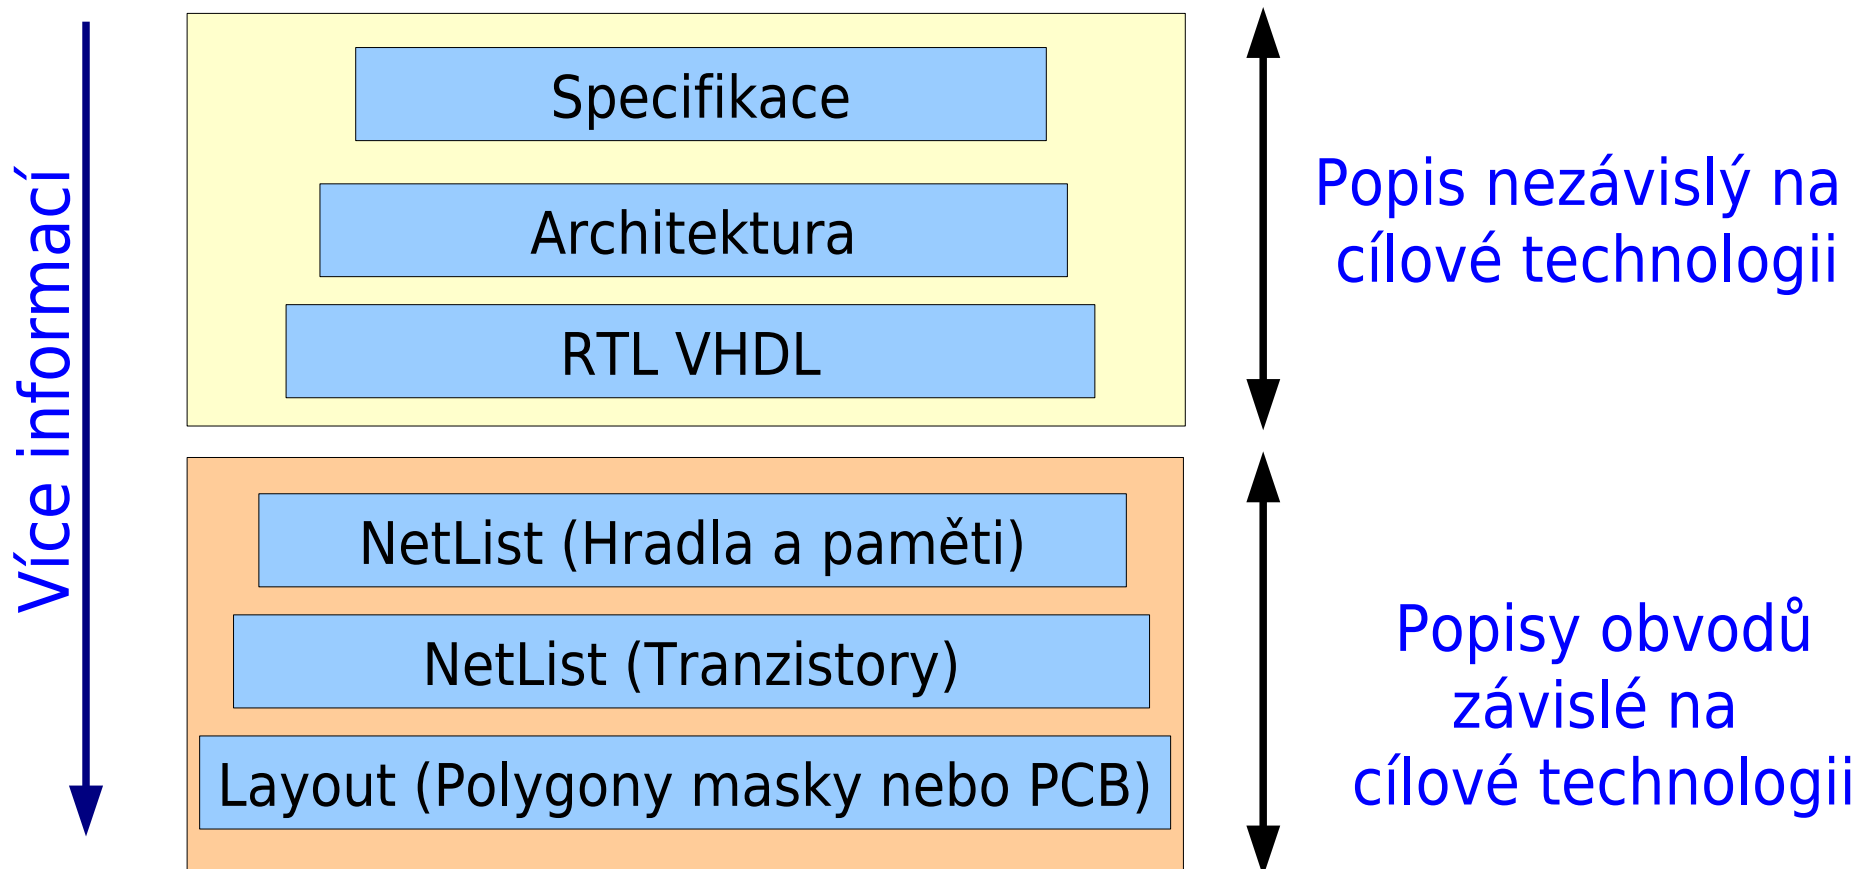 Více informací
Specifikace
Architektura
RTL VHDL
Popis nezávislý na
cílové technologii
NetList (Hradla a paměti)
NetList (Tranzistory)
Layout (Polygony masky nebo PCB)
Popisy obvodů
závislé na
cílové technologii